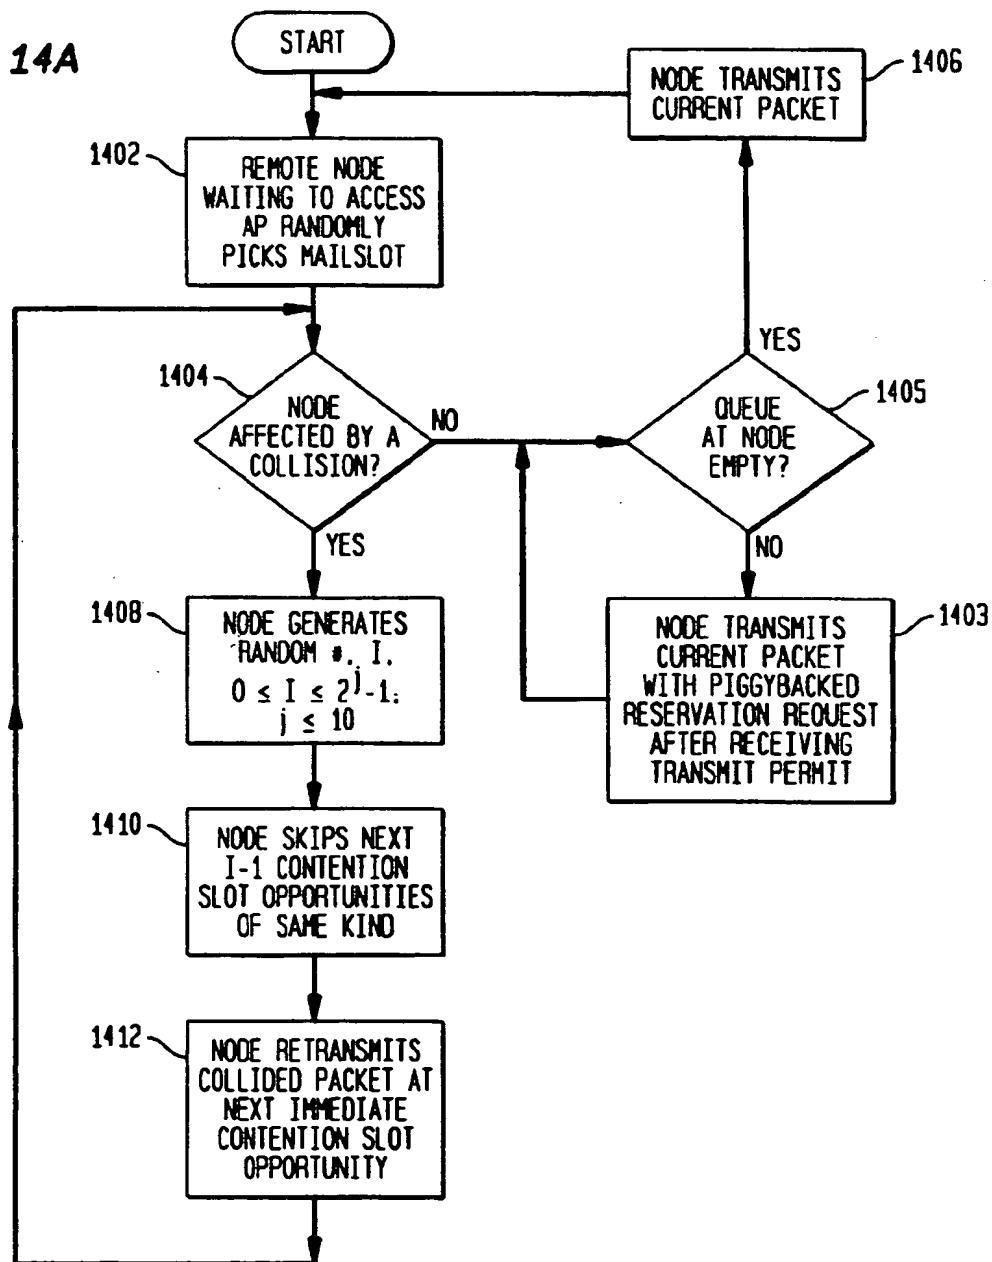 14A
START
NODE TRANSMITS
CURRENT PACKET
1406
1402
REMOTE NODE
WAITING TO ACCESS
AP RANDOMLY
PICKS MAILSLOT
1404
NODE
AFFECTED BY A
COLLISION?
NO
YES
1405
QUEUE
AT NODE
EMPTY?
YES
NO
1403
NODE TRANSMITS
CURRENT PACKET
WITH PIGGYBACKED
RESERVATION REQUEST
AFTER RECEIVING
TRANSMIT PERMIT
1408
NODE GENERATES
RANDOM #, I,
0 ≤ I ≤ 2^j-1;
j ≤ 10
1410
NODE SKIPS NEXT
I-1 CONTENTION
SLOT OPPORTUNITIES
OF SAME KIND
1412
NODE RETRANSMITS
COLLIDED PACKET AT
NEXT IMMEDIATE
CONTENTION SLOT
OPPORTUNITY